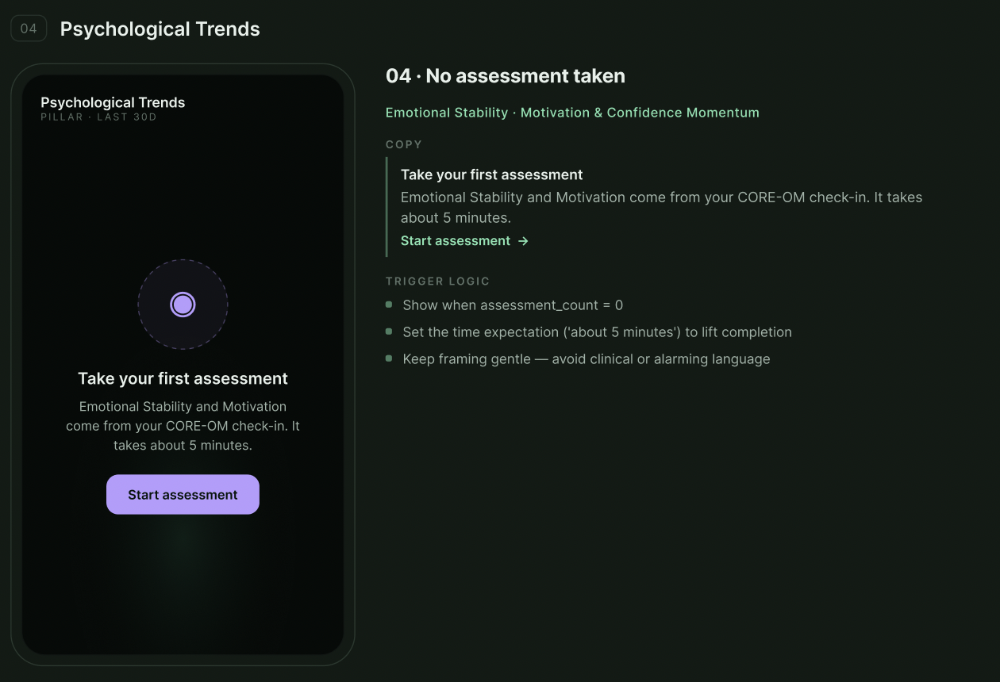 04 Psychological Trends
Psychological Trends
PILLAR · LAST 30D
Take your first assessment
Emotional Stability and Motivation
come from your CORE-OM check-in. It
takes about 5 minutes.
Start assessment
04 · No assessment taken
Emotional Stability · Motivation & Confidence Momentum
COPY
Take your first assessment
Emotional Stability and Motivation come from your CORE-OM check-in. It takes
about 5 minutes.
Start assessment →
TRIGGER LOGIC
Show when assessment_count = 0
Set the time expectation ('about 5 minutes') to lift completion
Keep framing gentle — avoid clinical or alarming language